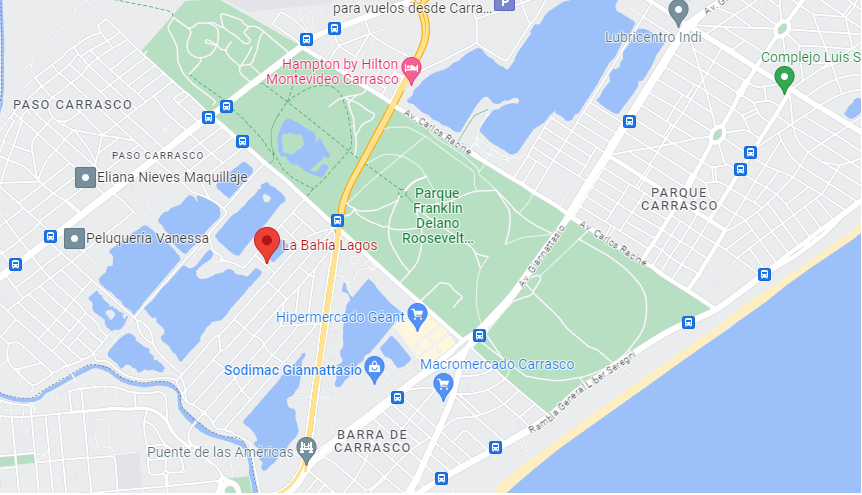 para vuelos desde Carra...
P
Lubricentro Indi
Av. G
Hampton by Hilton
Montevideo Carrasco
Complejo Luis S
PASO CARRASCO
Av. Carlos Racine
PASO CARRASCO
Eliana Nieves Maquillaje
Parque
Franklin
Delano
Roosevelt...
PARQUE
CARRASCO
Peluquería Vanessa
La Bahía Lagos
Av. Giannattasio
Av. Carlos Racine
Hipermercado Géant
Sodimac Giannattasio
Macromercado Carrasco
Rambla General Liber Seregni
BARRA DE
CARRASCO
Puente de las Américas